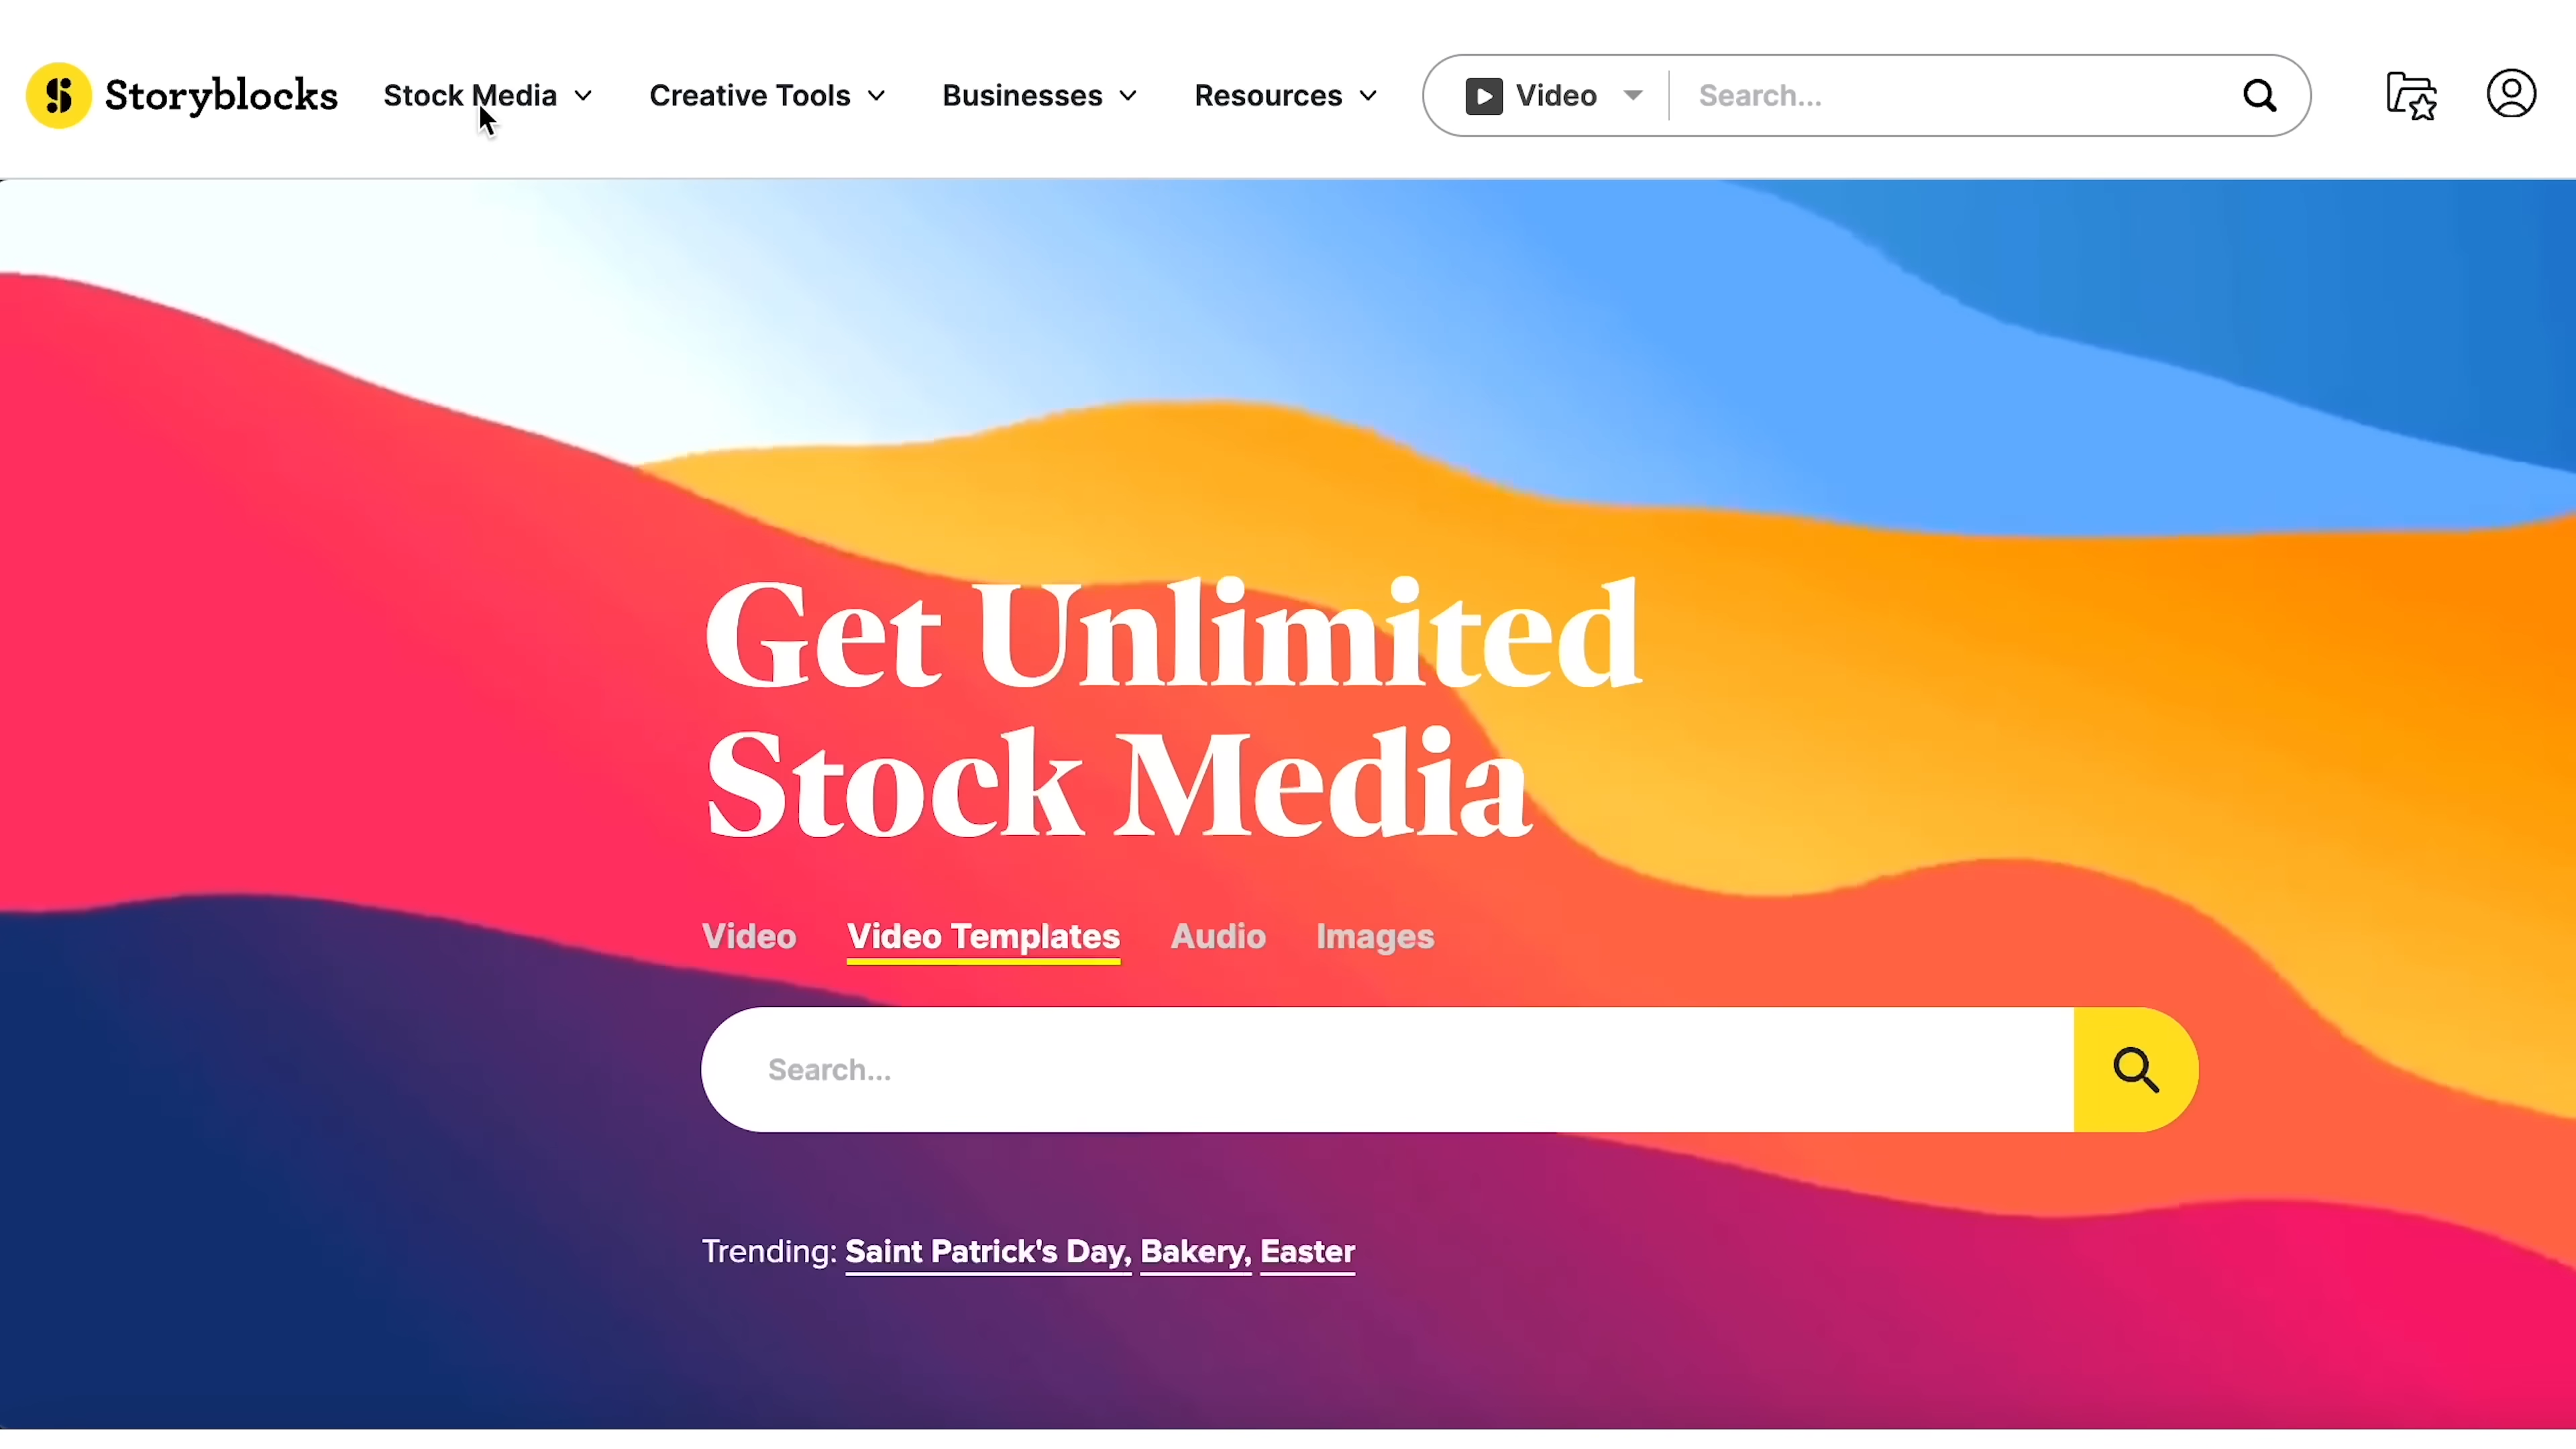 Storyblocks Stock Media Creative Tools Businesses Resources Video Search...
Get Unlimited
Stock Media
Video Video Templates Audio Images
Search...
Trending: Saint Patrick's Day, Bakery, Easter